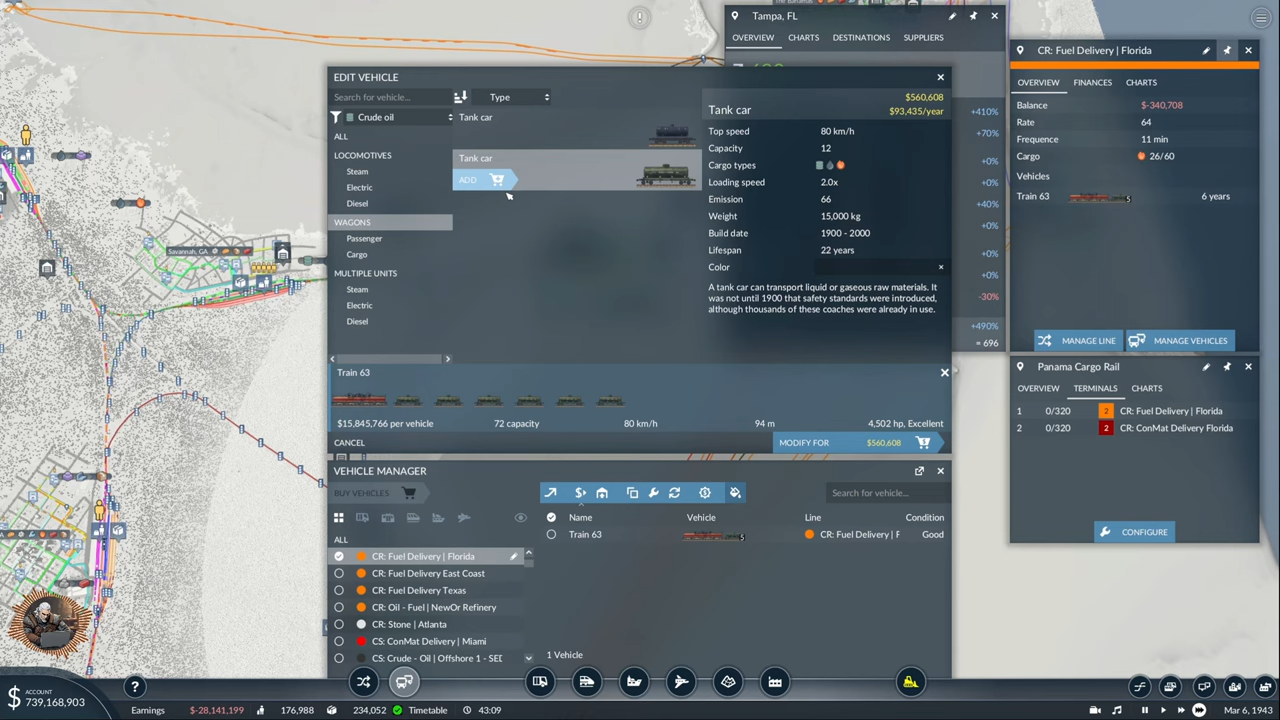 Tampa, FL
OVERVIEW CHARTS DESTINATIONS SUPPLIERS
+410%
+70%
+0%
+0%
+40%
+0%
+0%
-30%
+490%
= 696
EDIT VEHICLE
Search for vehicle...
Type
Crude oil
ALL
LOCOMOTIVES
Steam
Electric
Diesel
WAGONS
Passenger
Cargo
MULTIPLE UNITS
Steam
Electric
Diesel
Tank car
Tank car
ADD
$560,608
Tank car
$93,435/year
Top speed 80 km/h
Capacity 12
Cargo types
Loading speed 2.0x
Emission 66
Weight 15,000 kg
Build date 1900 - 2000
Lifespan 22 years
Color
A tank car can transport liquid or gaseous raw materials. It
was not until 1900 that safety standards were introduced,
although thousands of these coaches were already in use.
Train 63
$15,845,766 per vehicle 72 capacity 80 km/h 94 m 4,502 hp, Excellent
CANCEL
MODIFY FOR $560,608
VEHICLE MANAGER
BUY VEHICLES
Search for vehicle...
ALL
CR: Fuel Delivery | Florida
CR: Fuel Delivery East Coast
CR: Fuel Delivery Texas
CR: Oil - Fuel | NewOr Refinery
CR: Stone | Atlanta
CS: ConMat Delivery | Miami
CS: Crude - Oil | Offshore 1 - SEI
Name Vehicle Line Condition
Train 63 5 CR: Fuel Delivery | F Good
1 Vehicle
CR: Fuel Delivery | Florida
OVERVIEW FINANCES CHARTS
Balance $-340,708
Rate 64
Frequency 11 min
Cargo 26/60
Vehicles
Train 63 5 6 years
MANAGE LINE
MANAGE VEHICLES
Panama Cargo Rail
OVERVIEW TERMINALS CHARTS
1 0/320 2 CR: Fuel Delivery | Florida
2 0/320 2 CR: ConMat Delivery Florida
CONFIGURE
Savannah, GA
$ ACCOUNT
739,168,903
?
Earnings $-28,141,199 176,988 234,052 Timetable 43:09
Mar 6, 1943